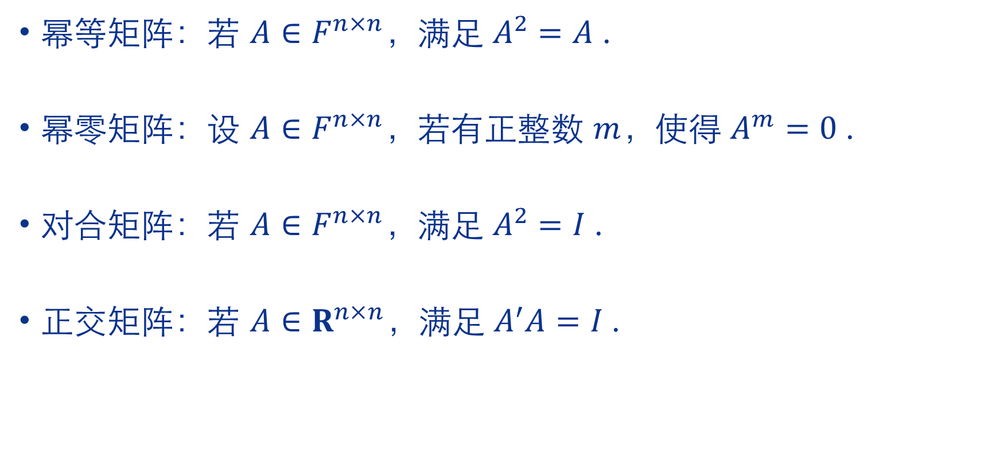 • 幂等矩阵：若 $A \in F^{n \times n}$，满足 $A^2 = A$ .
• 幂零矩阵：设 $A \in F^{n \times n}$，若有正整数 $m$，使得 $A^m = 0$ .
• 对合矩阵：若 $A \in F^{n \times n}$，满足 $A^2 = I$ .
• 正交矩阵：若 $A \in \mathbf{R}^{n \times n}$，满足 $A'A = I$ .